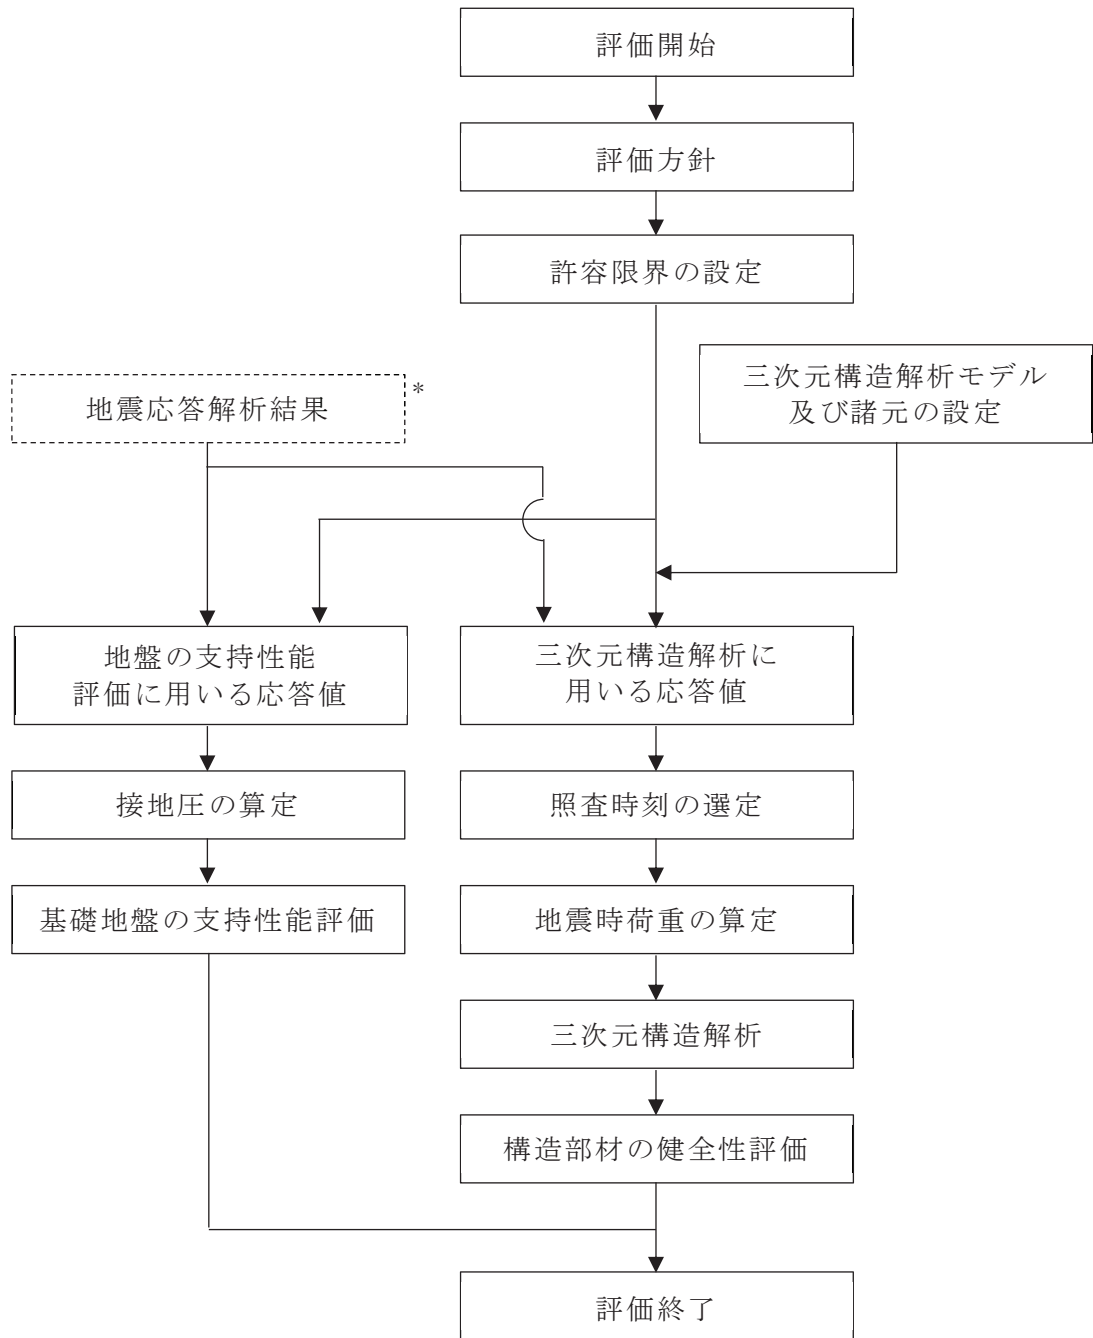 評価開始
評価方針
許容限界の設定
三次元構造解析モデル
及び諸元の設定
地震応答解析結果
*
地盤の支持性能
評価に用いる応答値
三次元構造解析に
用いる応答値
接地圧の算定
照査時刻の選定
基礎地盤の支持性能評価
地震時荷重の算定
三次元構造解析
構造部材の健全性評価
評価終了